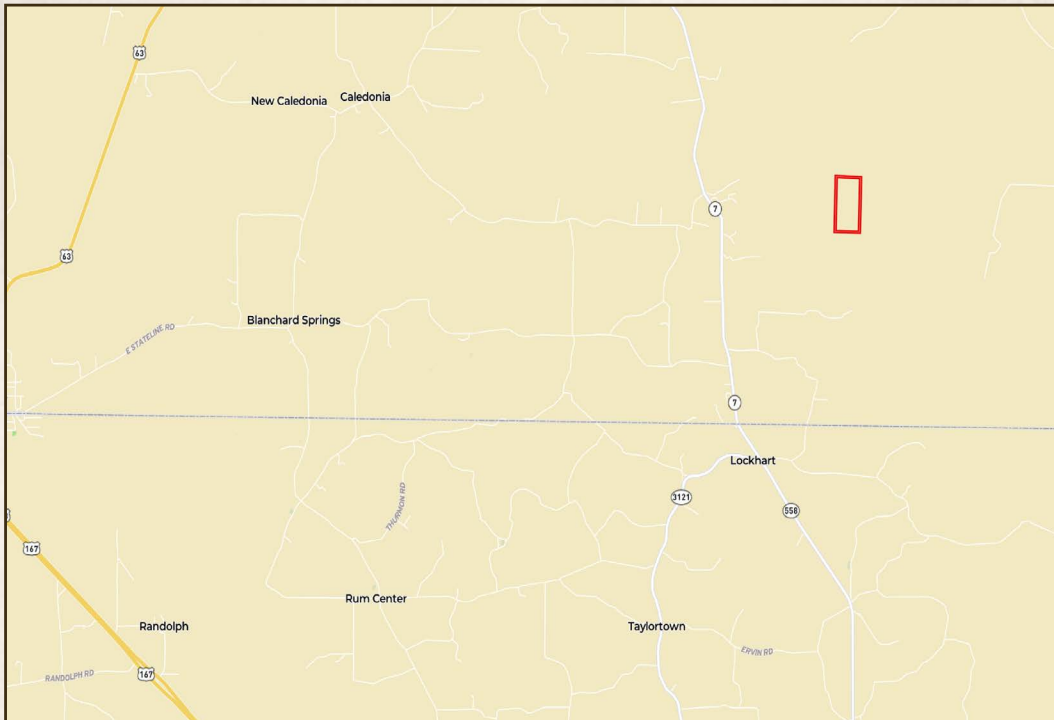 63
New Caledonia
Caledonia
7
63
Blanchard Springs
E STATELINE RD
7
Lockhart
3121
THURMON RD
558
167
Rum Center
Randolph
Taylortown
ERVIN RD
RANDOLPH RD
167